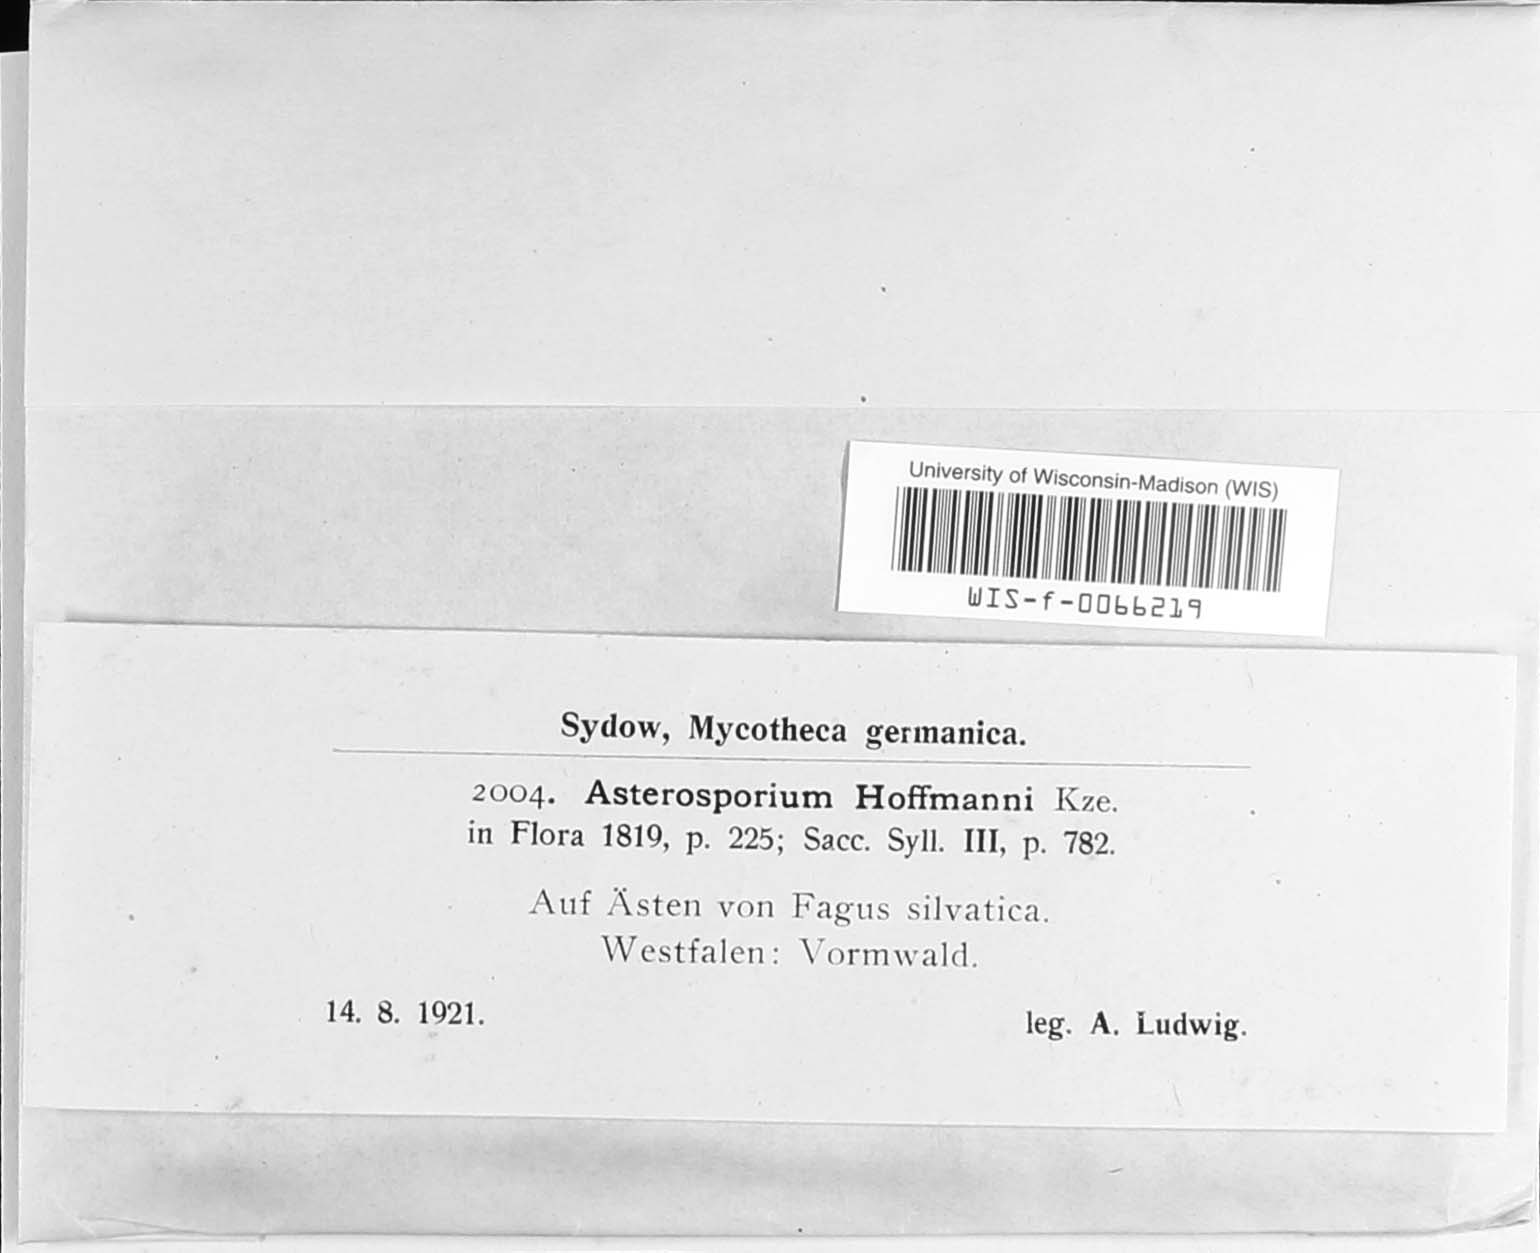 University of Wisconsin-Madison (WIS)
WIS-f-0066219
Sydow, Mycotheca germanica.
2004. Asterosporium Hoffmanni Kze.
in Flora 1819, p. 225; Sacc. Syll. III, p. 782.
Auf Ästen von Fagus silvatica.
Westfalen: Vormwald.
14. 8. 1921.
leg. A. Ludwig.